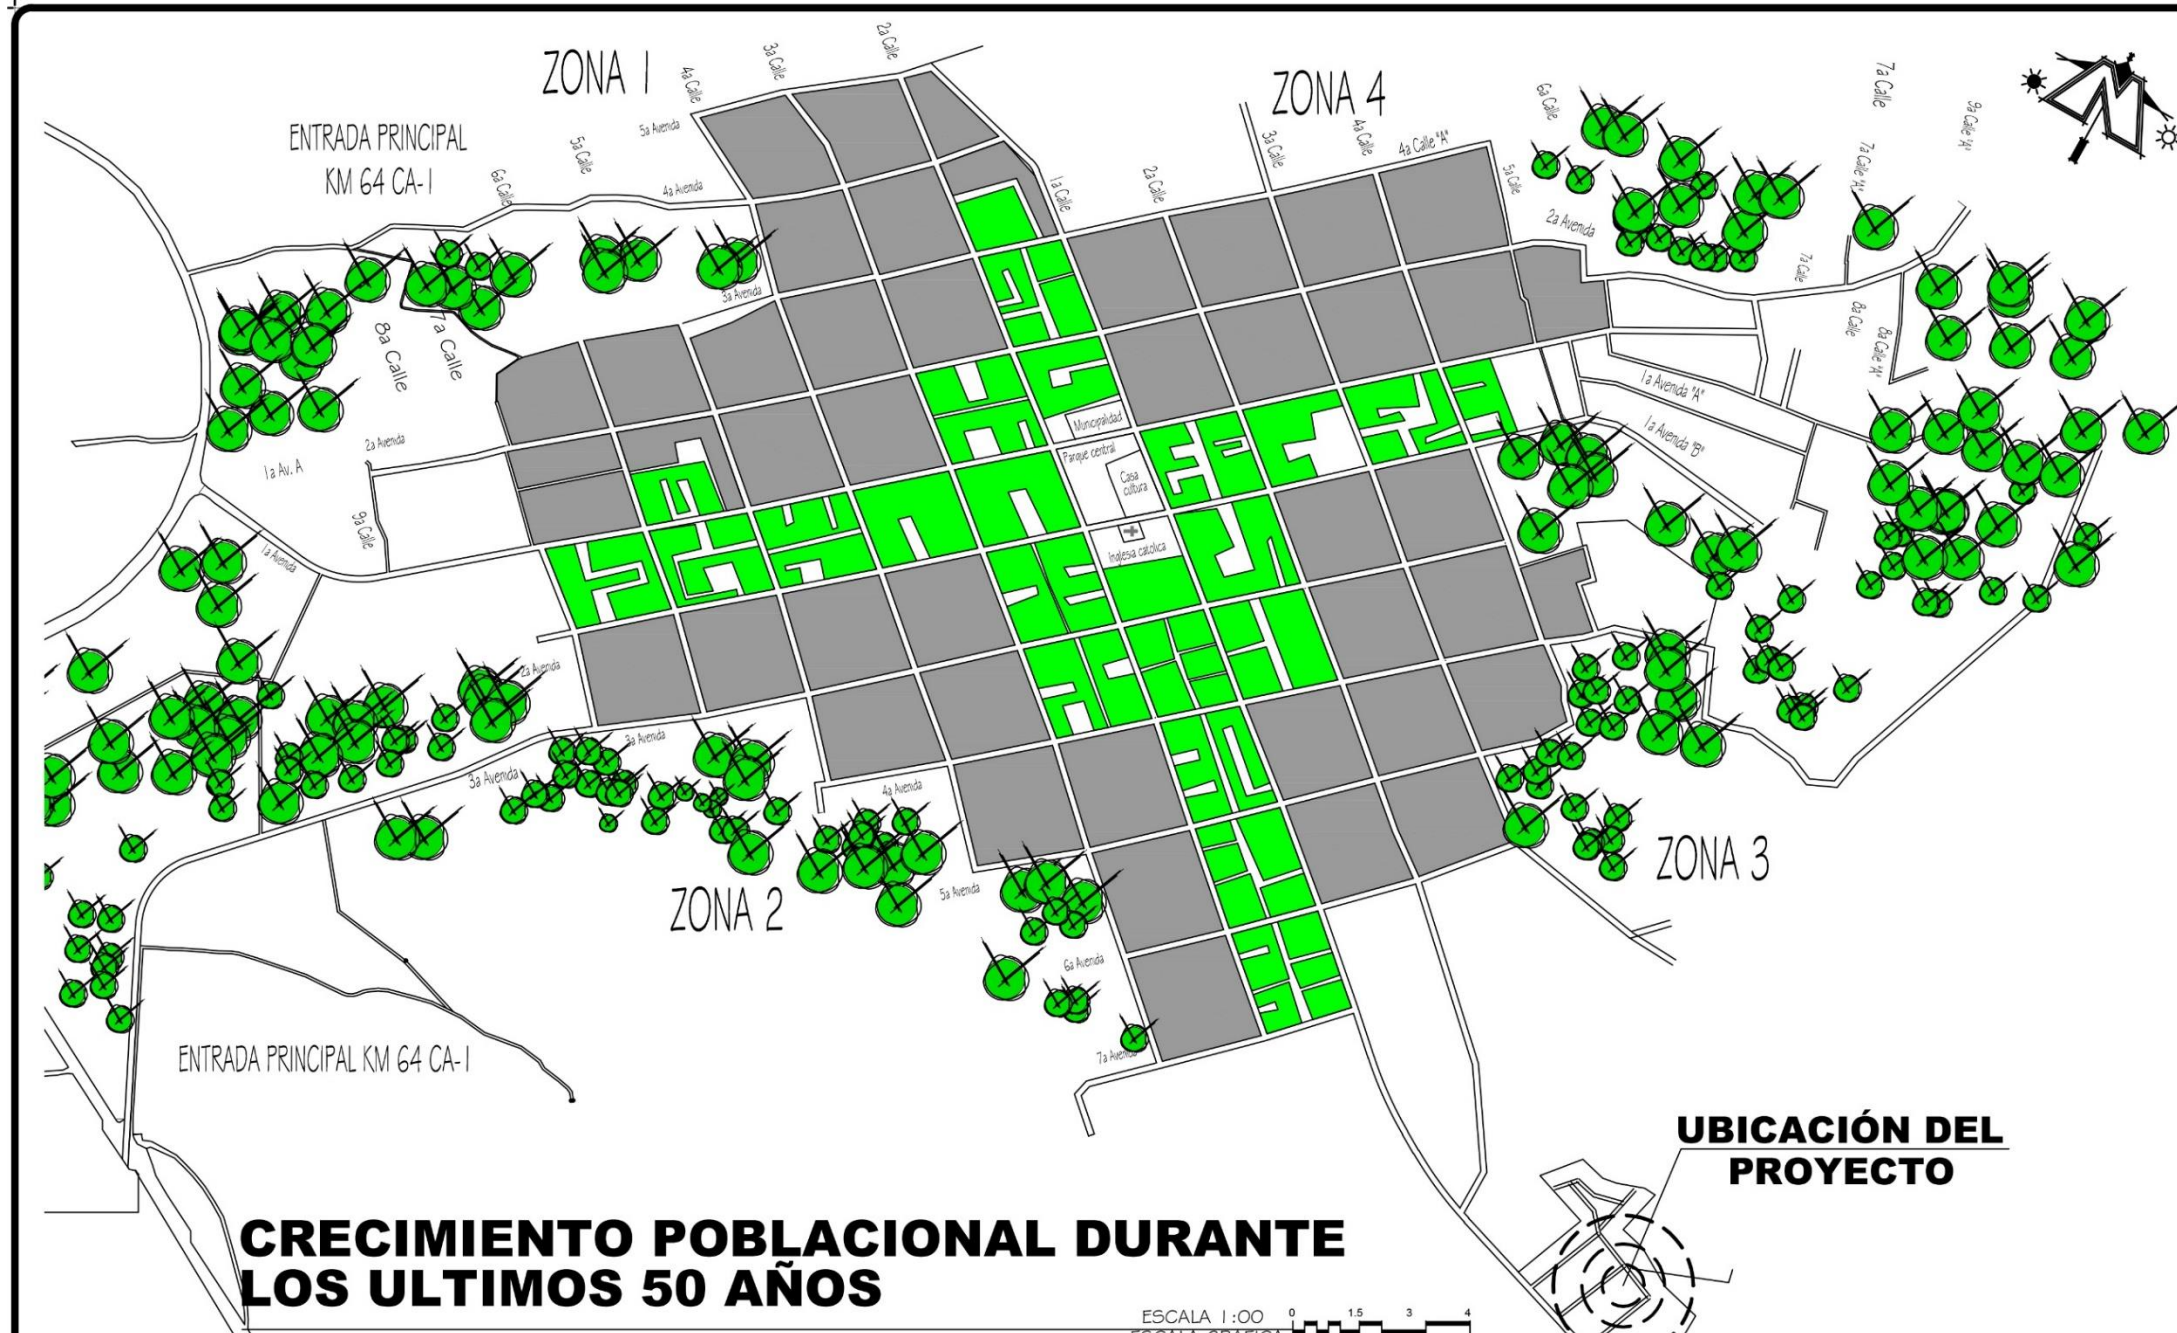 ZONA 1
ZONA 4
ENTRADA PRINCIPAL
KM 64 CA-1
4a Calle
3a Calle
2a Calle
5a Avenida
5a Calle
6a Calle
4a Avenida
3a Avenida
8a Calle
7a Calle
2a Avenida
1a Av. A
9a Calle
1a Avenida
1a Calle
2a Calle
3a Calle
4a Calle
4a Calle "A"
5a Calle
6a Calle
2a Avenida
7a Calle
7a Calle "A"
9a Calle "A"
7a Calle
8a Calle
8a Calle "A"
1a Avenida "A"
1a Avenida "B"
Municipalidad
Parque central
Casa
cultura
Inglesia catolica
2a Avenida
3a Avenida
3a Avenida
4a Avenida
5a Avenida
6a Avenida
7a Avenida
ZONA 2
ZONA 3
ENTRADA PRINCIPAL KM 64 CA-1
UBICACIÓN DEL
PROYECTO
CRECIMIENTO POBLACIONAL DURANTE
LOS ULTIMOS 50 AÑOS
ESCALA 1:00
0 1.5 3 4
ESCALA GRAFICA